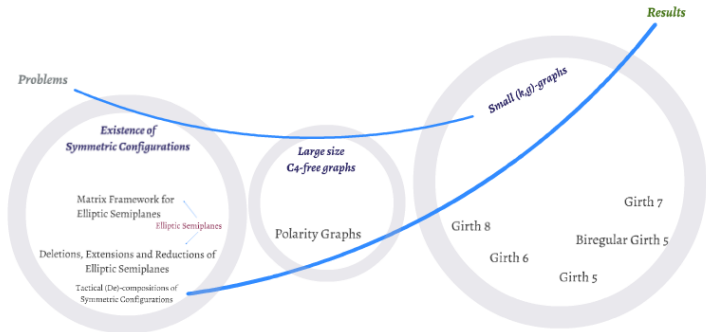 Results
Problems
Existence of
Symmetric Configurations
Matrix Framework for
Elliptic Semiplanes
Elliptic Semiplanes
Deletions, Extensions and Reductions of
Elliptic Semiplanes
Tactical (De)-compositions of
Symmetric Configurations
Large size
C4-free graphs
Polarity Graphs
Small (k,g)-graphs
Girth 7
Girth 8
Biregular Girth 5
Girth 6
Girth 5